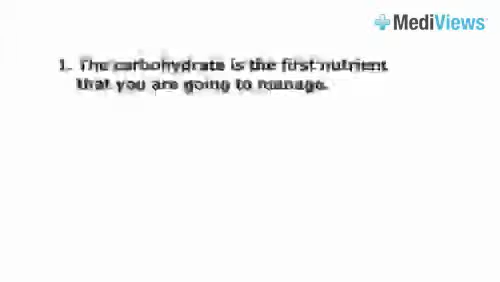 MediViews
1. The carbohydrate is the first nutrient
that you are going to manage.